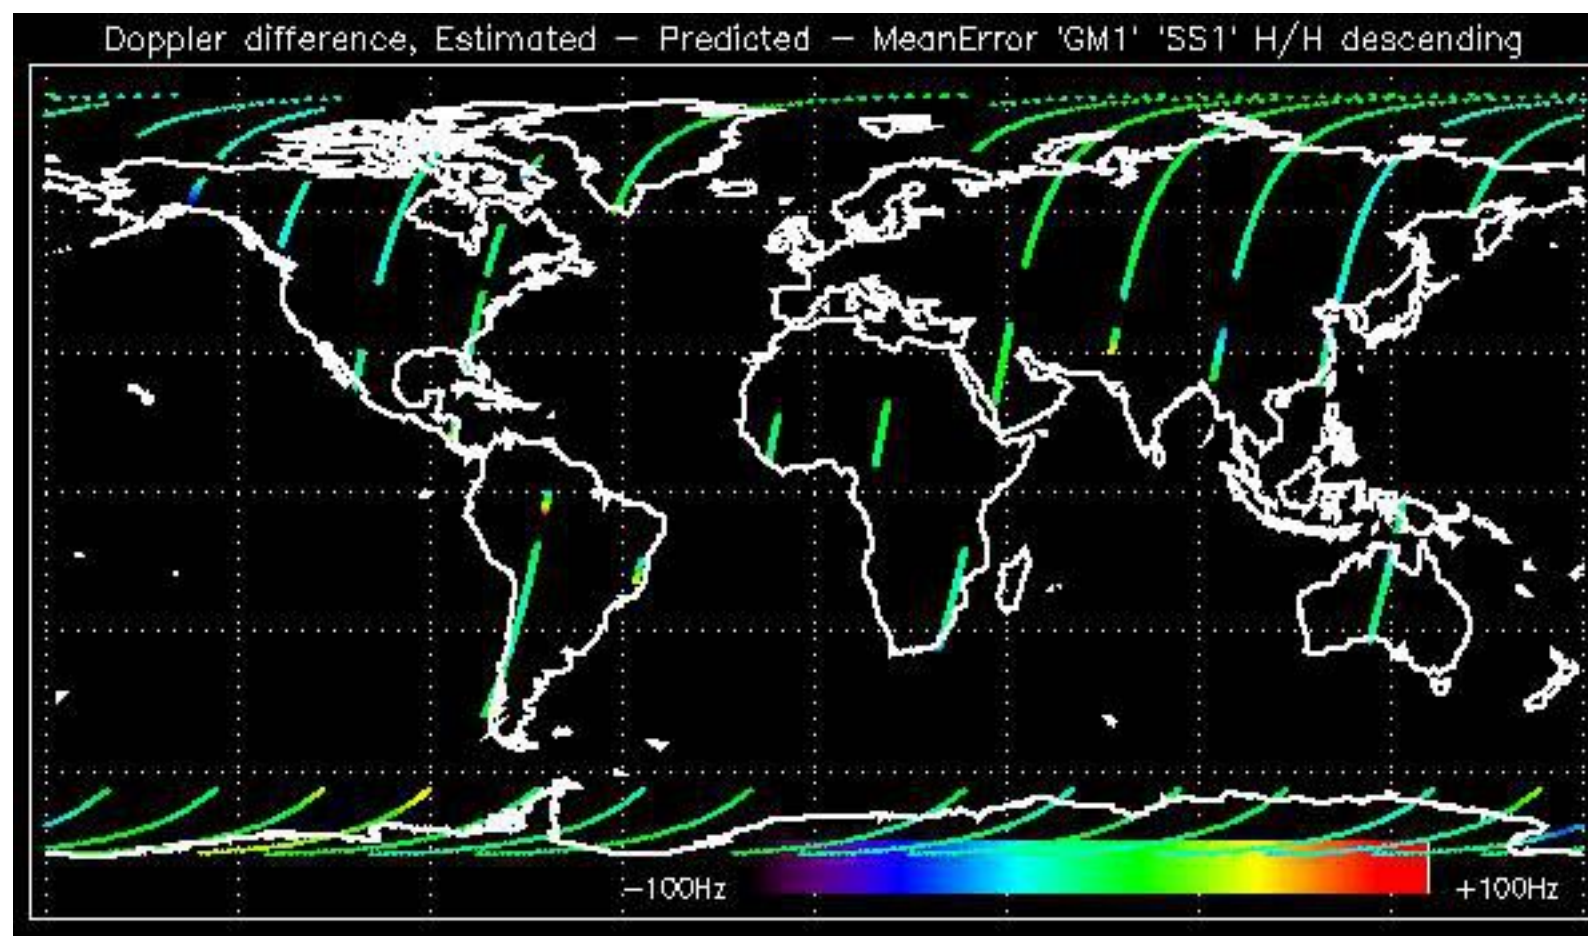 Doppler difference, Estimated – Predicted – MeanError 'GM1' 'SS1' H/H descending
–100Hz +100Hz